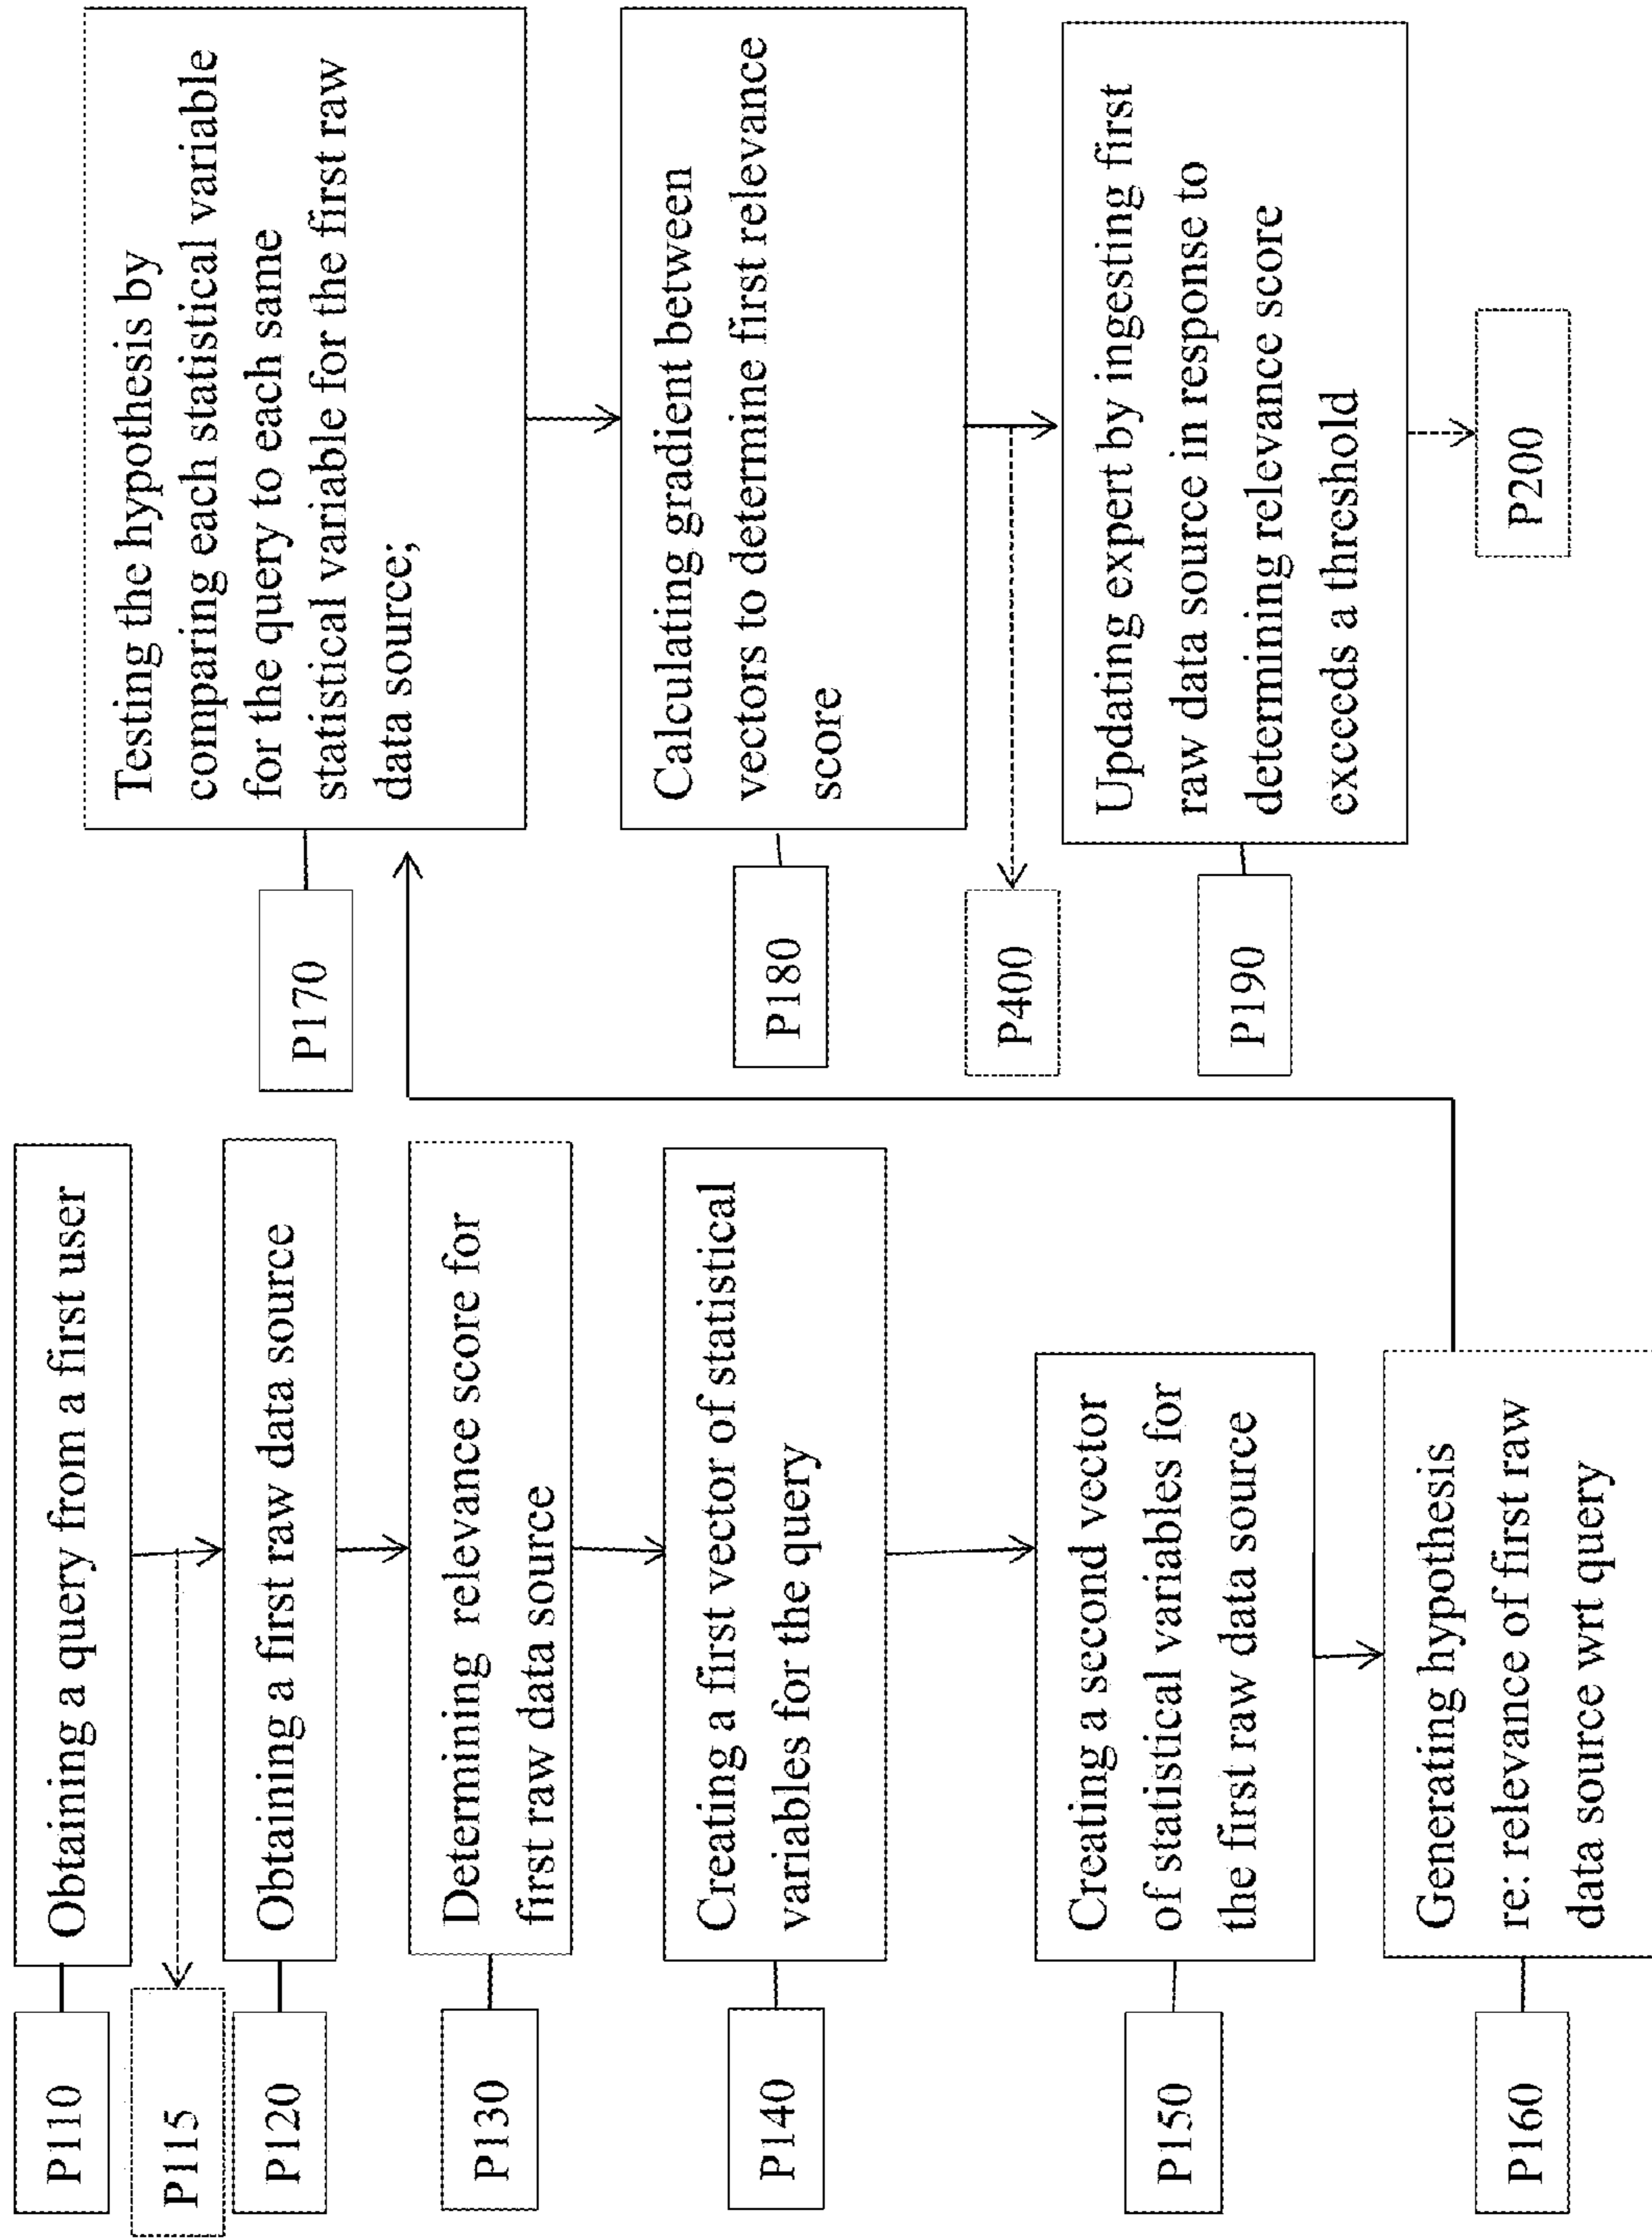 P110
Obtaining a query from a first user
P115
P120
Obtaining a first raw data source
P130
Determining relevance score for
first raw data source
P140
Creating a first vector of statistical
variables for the query
P150
Creating a second vector
of statistical variables for
the first raw data source
P160
Generating hypothesis
re: relevance of first raw
data source wrt query
P170
Testing the hypothesis by
comparing each statistical variable
for the query to each same
statistical variable for the first raw
data source;
P180
Calculating gradient between
vectors to determine first relevance
score
P400
P190
Updating expert by ingesting first
raw data source in response to
determining relevance score
exceeds a threshold
P200